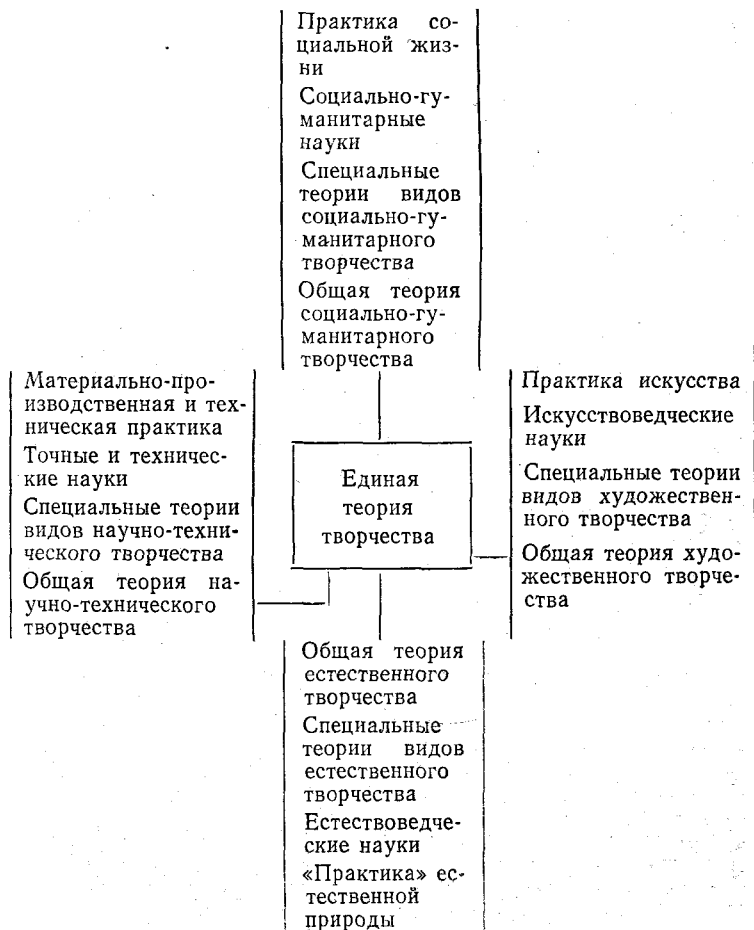 Практика со-
циальной жиз-
ни
Социально-гу-
манитарные
науки
Специальные
теории видов
социально-гу-
манитарного
творчества
Общая теория
социально-гу-
манитарного
творчества
Материально-про-
изводственная и тех-
ническая практика
Точные и техничес-
кие науки
Специальные теории
видов научно-техни-
ческого творчества
Общая теория на-
учно-технического
творчества
Единая
теория
творчества
Практика искусства
Искусствоведческие
науки
Специальные теории
видов художествен-
ного творчества
Общая теория худо-
жественного творче-
ства
Общая теория
естественного
творчества
Специальные
теории видов
естественного
творчества
Естествоведче-
ские науки
«Практика» ес-
тественной
природы